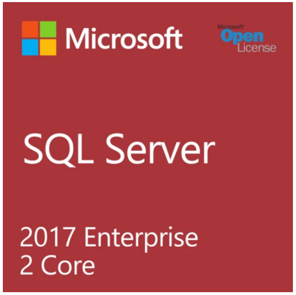 Microsoft
Microsoft
Open
License
SQL Server
2017 Enterprise
2 Core